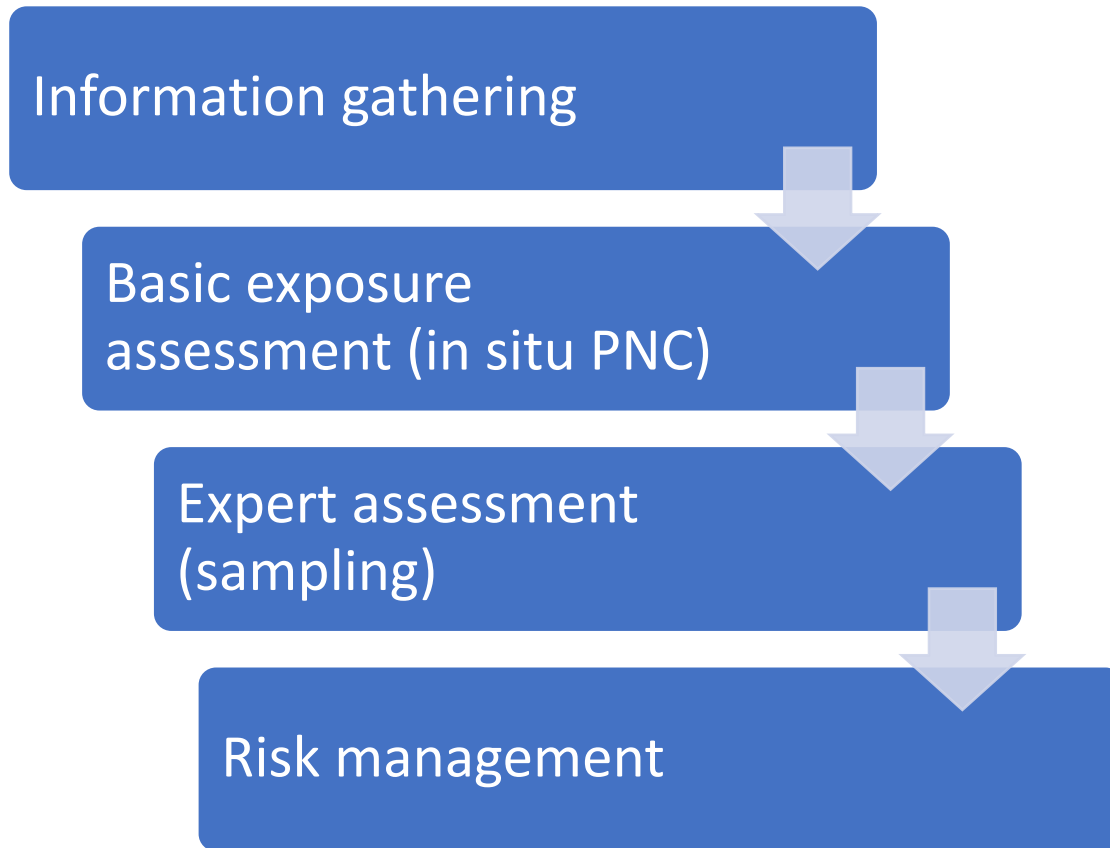 Information gathering
Basic exposure
assessment (in situ PNC)
Expert assessment
(sampling)
Risk management